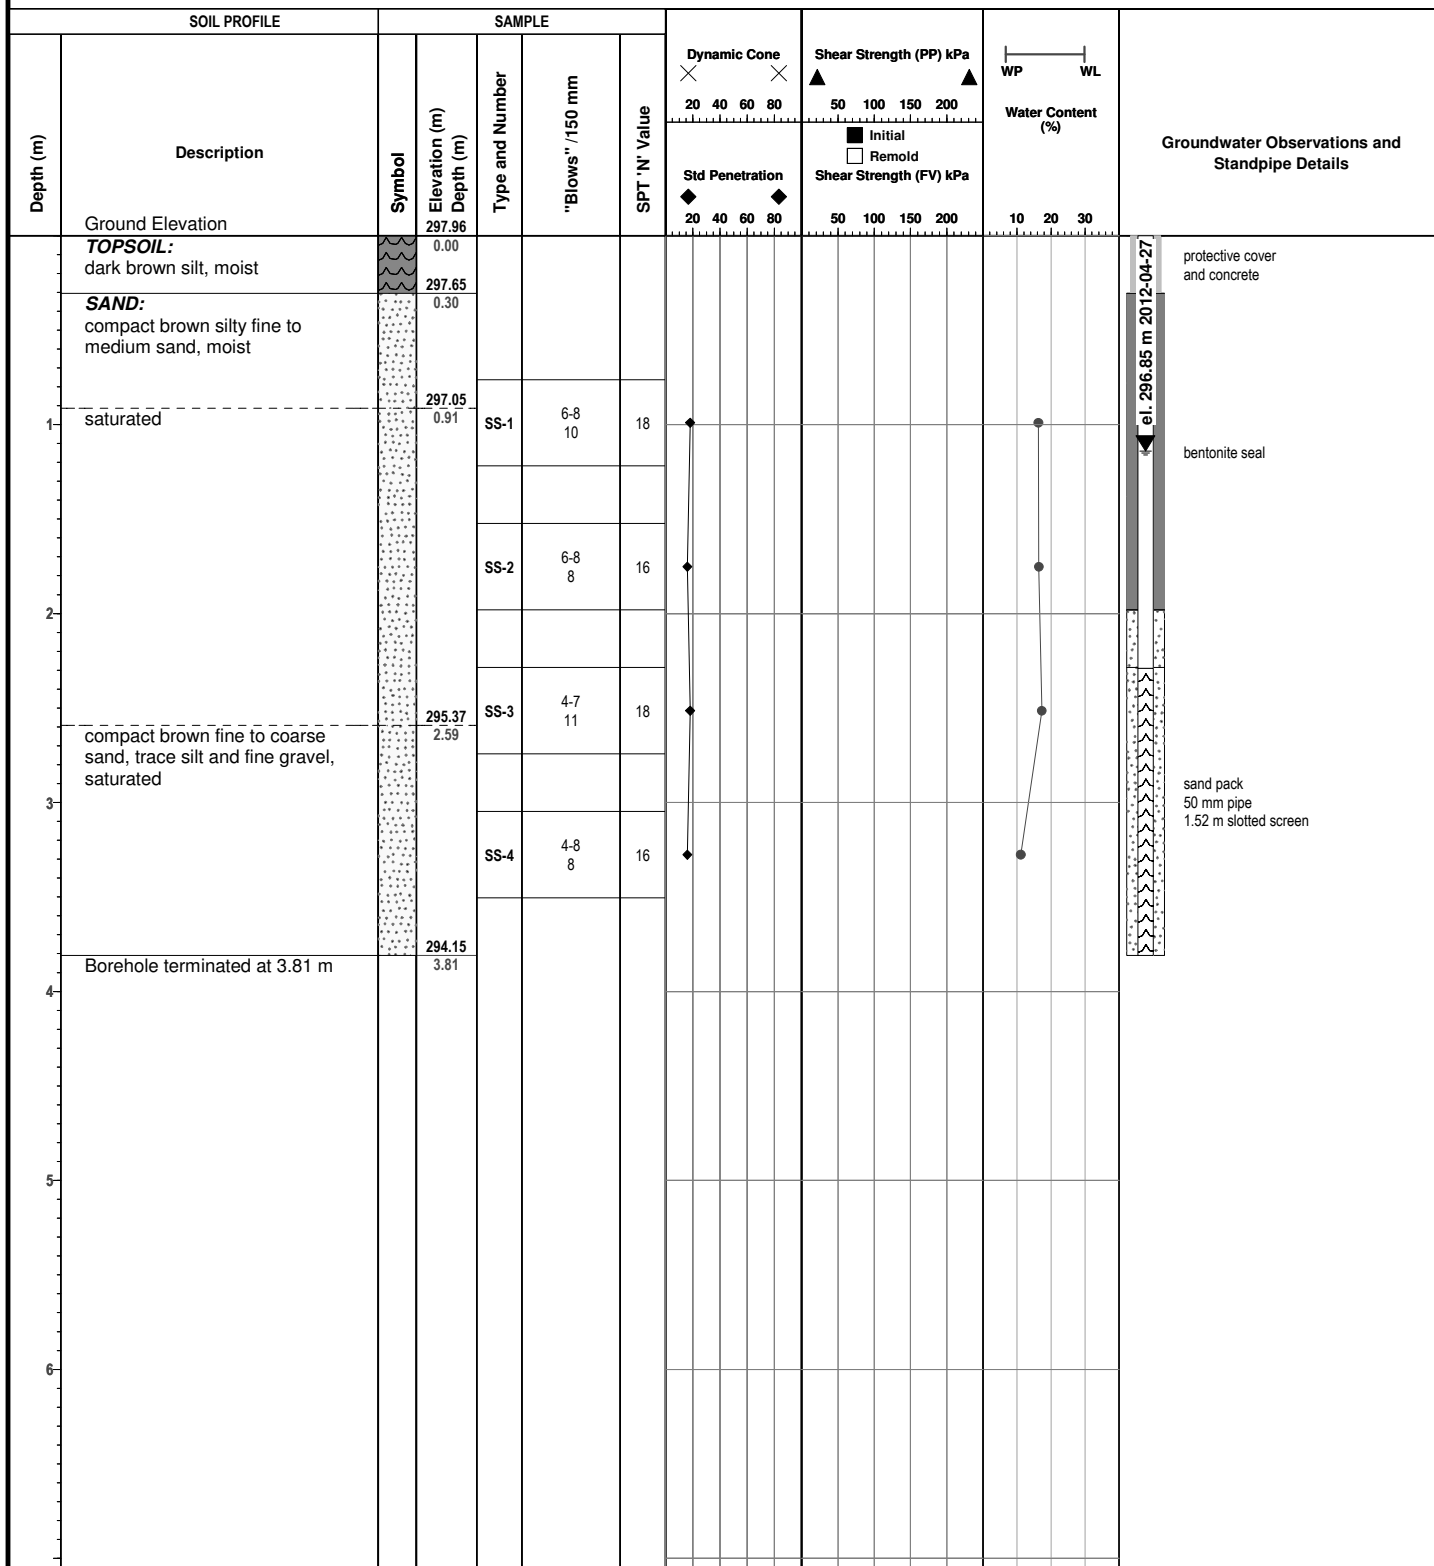 SOIL PROFILE
SAMPLE
Depth (m)
Description
Symbol
Elevation (m)
Depth (m)
Type and Number
"Blows" /150 mm
SPT 'N' Value
Dynamic Cone
20 40 60 80
Std Penetration
20 40 60 80
Shear Strength (PP) kPa
50 100 150 200
Initial
Remold
Shear Strength (FV) kPa
50 100 150 200
WP WL
Water Content
(%)
10 20 30
Groundwater Observations and
Standpipe Details
Ground Elevation
297.96
TOPSOIL:
0.00
dark brown silt, moist
297.65
SAND:
0.30
compact brown silty fine to
medium sand, moist
297.05
saturated
0.91
1
SS-1
6-8
10
18
SS-2
6-8
8
16
2
SS-3
4-7
11
18
295.37
2.59
compact brown fine to coarse
sand, trace silt and fine gravel,
saturated
3
SS-4
4-8
8
16
294.15
Borehole terminated at 3.81 m
3.81
4
5
6
el. 296.85 m 2012-04-27
protective cover
and concrete
bentonite seal
sand pack
50 mm pipe
1.52 m slotted screen